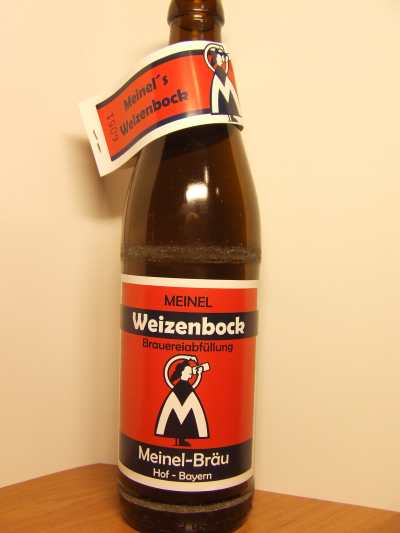 Meinel´s
Weizenbock
MEINEL
Weizenbock
Brauereiabfüllung
M
Meinel-Bräu
Hof - Bayern